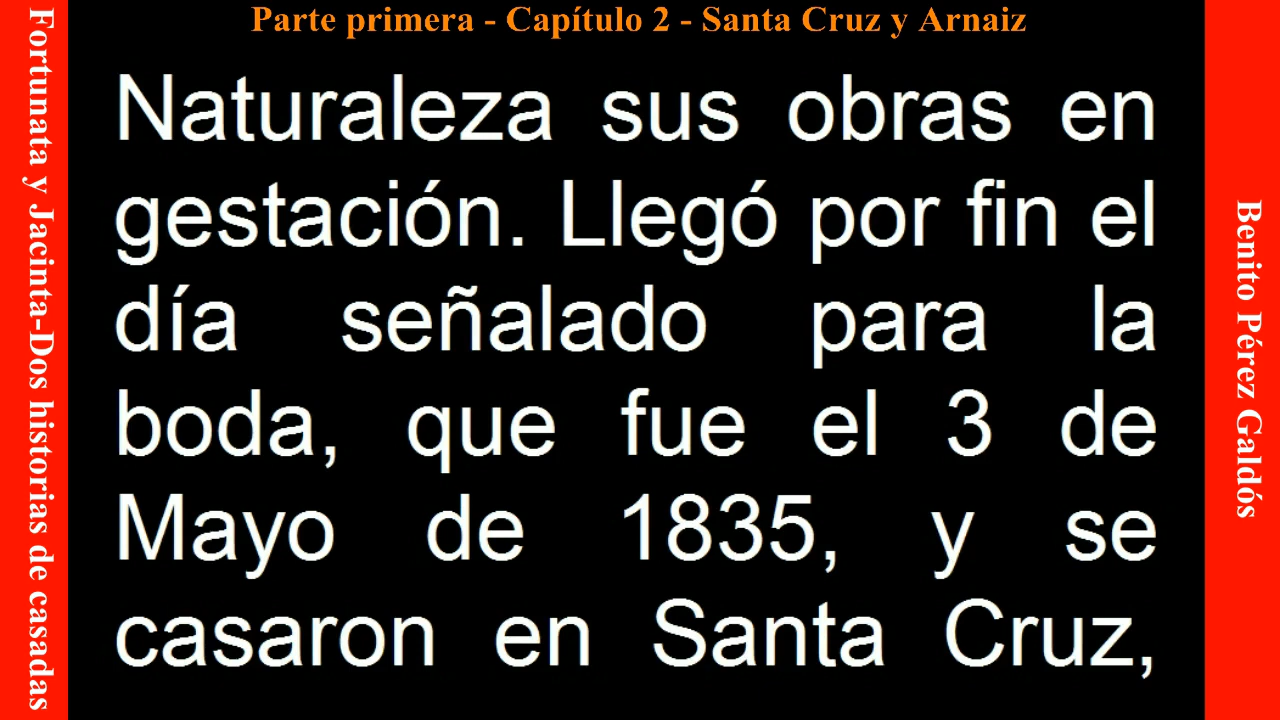 Parte primera - Capítulo 2 - Santa Cruz y Arnaiz
Fortunata y Jacinta-Dos historias de casadas
Naturaleza sus obras en
gestación. Llegó por fin el
día señalado para la
boda, que fue el 3 de
Mayo de 1835, y se
casaron en Santa Cruz,
Benito Pérez Galdós